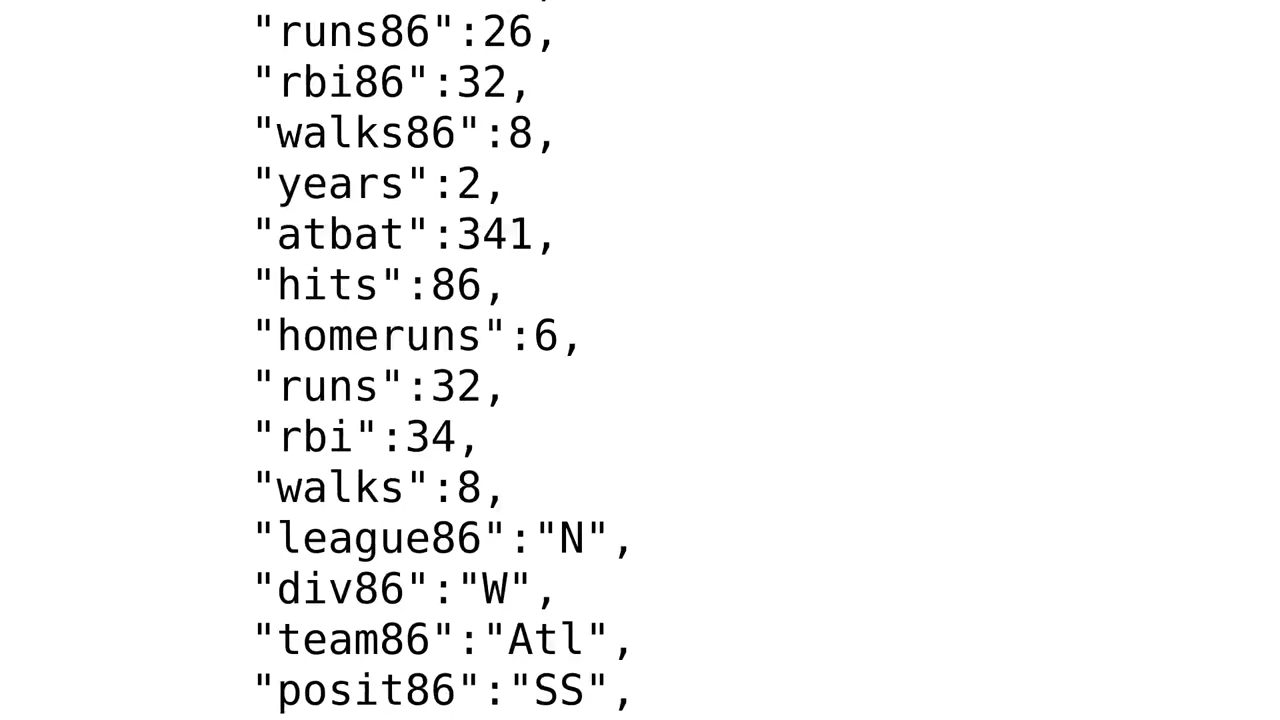 "runs86":26,
"rbi86":32,
"walks86":8,
"years":2,
"atbat":341,
"hits":86,
"homeruns":6,
"runs":32,
"rbi":34,
"walks":8,
"league86":"N",
"div86":"W",
"team86":"Atl",
"posit86":"SS",